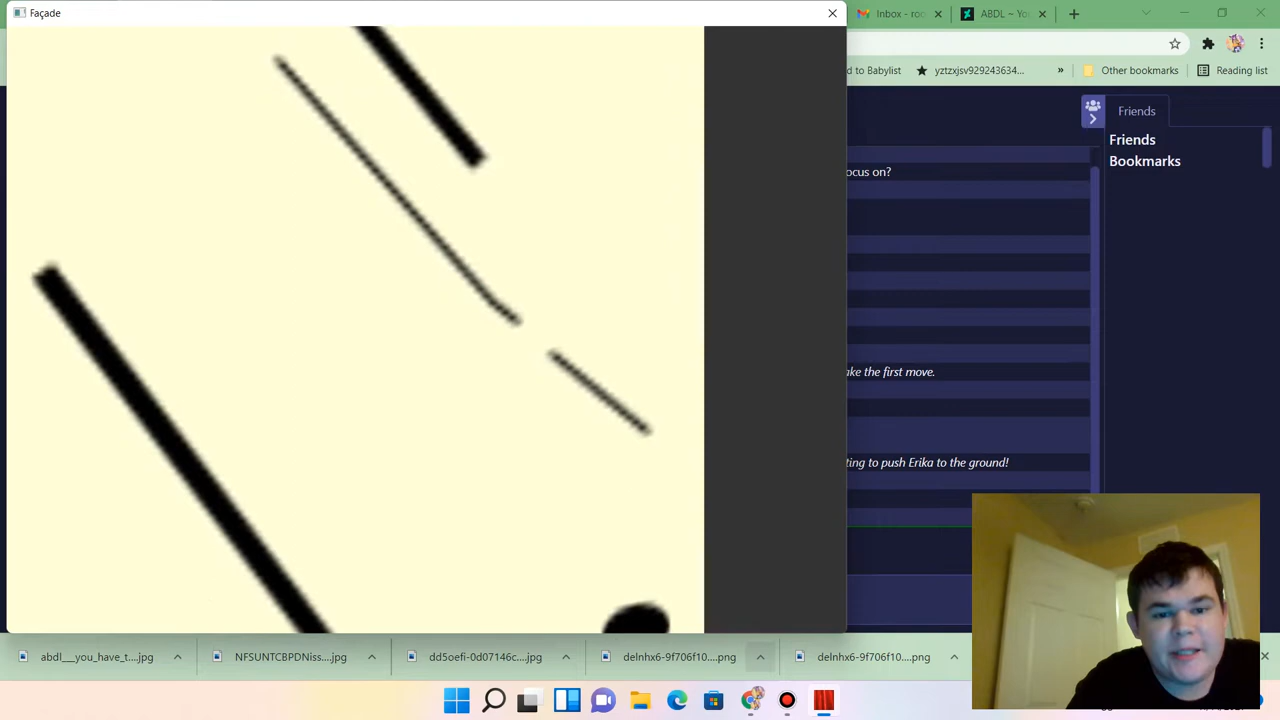 Façade
Inbox - roo
ABDL ~ Yo
d to Babylist
yztzxjsv929243634...
»
Other bookmarks
Reading list
Friends
Friends
Bookmarks
ocus on?
ake the first move.
ting to push Erika to the ground!
abdl___you_have_t....jpg
NFSUNTCBPDNiss....jpg
dd5oefi-0d07146c....jpg
delnhx6-9f706f10....png
delnhx6-9f706f10....png